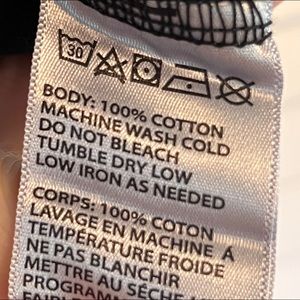 30
BODY: 100% COTTON
MACHINE WASH COLD
DO NOT BLEACH
TUMBLE DRY LOW
LOW IRON AS NEEDED
CORPS: 100% COTON
LAVAGE EN MACHINE À
TEMPÉRATURE FROIDE
NE PAS BLANCHIR
METTRE AU